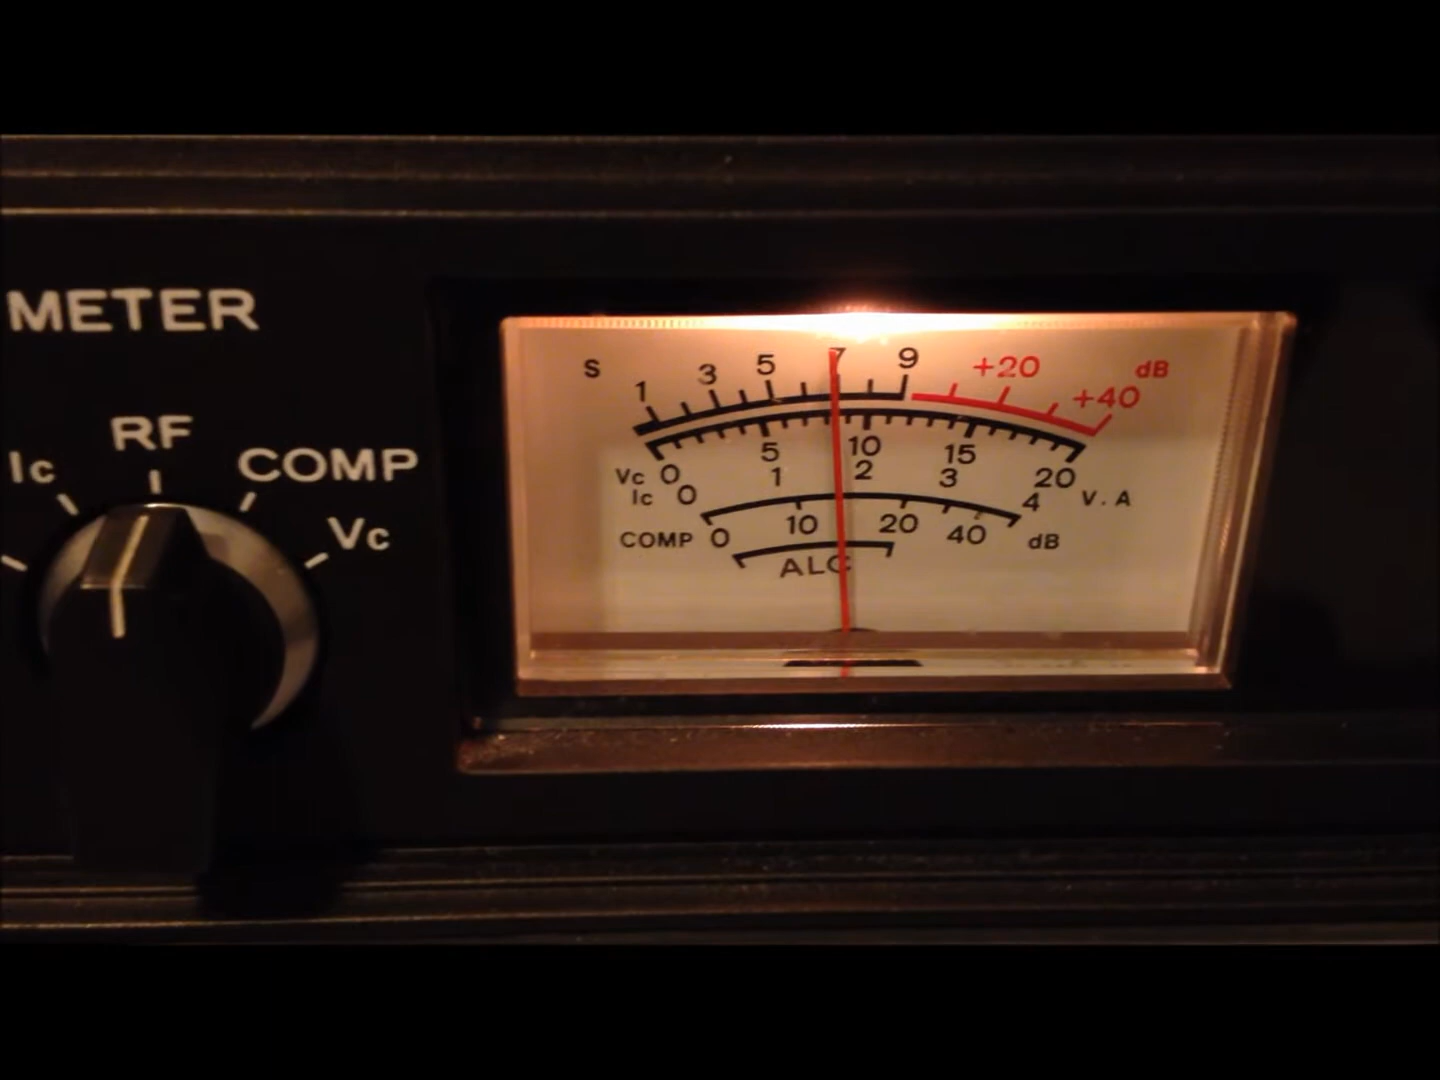 METER
Ic RF COMP
Vc
S 1 3 5 7 9 +20 +40 dB
Vc 0 5 10 15 20
Ic 0 1 2 3 4 V.A
COMP 0 10 20 40 dB
ALC